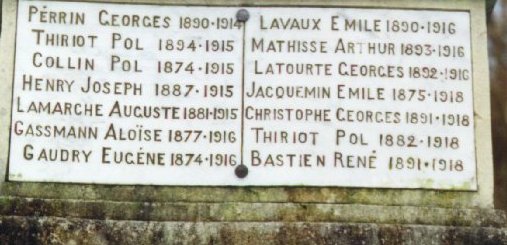 PÉRRIN GEORGES 1890·1914
THIRIOT POL 1894·1915
COLLIN POL 1874·1915
HENRY JOSEPH 1887·1915
LAMARCHE AUGUSTE 1881·1915
GASSMANN ALOÏSE 1877·1916
GAUDRY EUGÉNE 1874·1916
LAVAUX EMILE 1890·1916
MATHISSE ARTHUR 1893·1916
LATOURTE GEORGES 1892·1916
JACQUEMIN EMILE 1875·1918
CHRISTOPHE GEORGES 1891·1918
THIRIOT POL 1882·1918
BASTIEN RENÉ 1891·1918